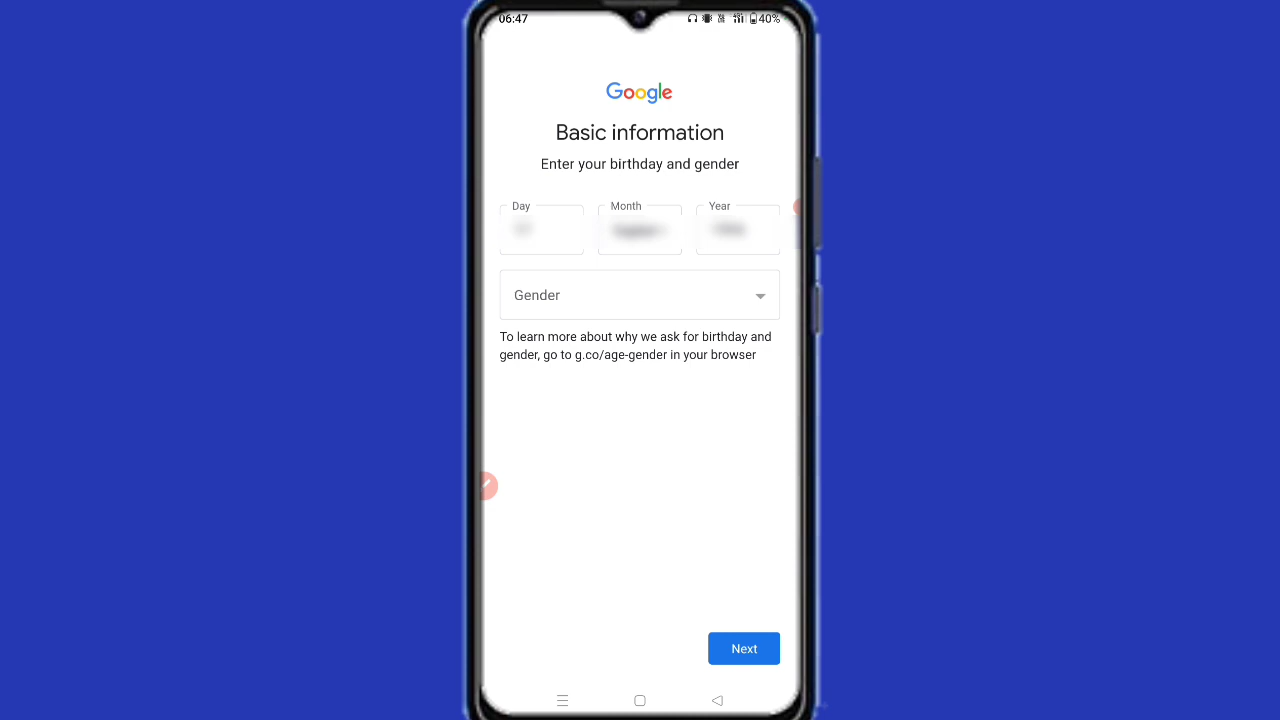 06:47
40%
Google
Basic information
Enter your birthday and gender
Day
Month
Year
Gender
To learn more about why we ask for birthday and
gender, go to g.co/age-gender in your browser
Next